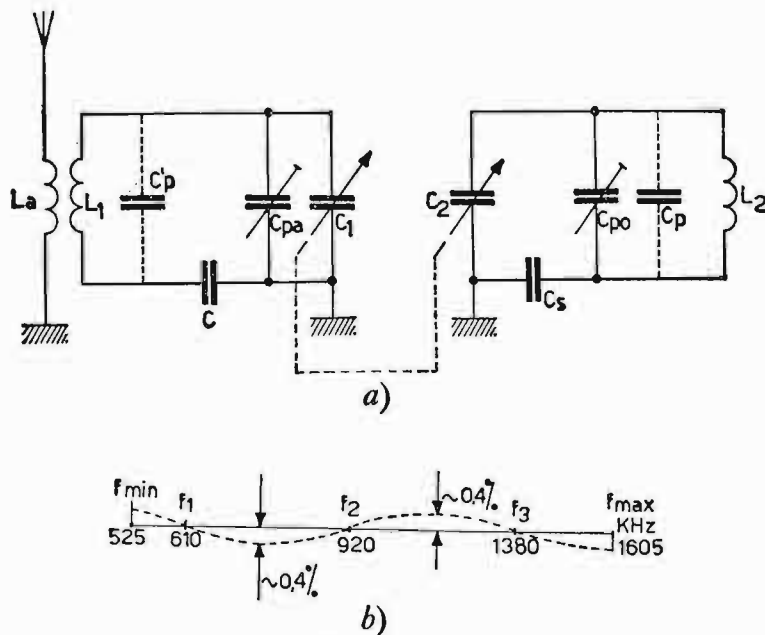 La
L1
C'p
Cpa
C1
C
C2
Cpo
Cp
L2
Cs
a)
fmin
f1
f2
~0,4%
f3
fmax
KHz
525
610
920
1380
1605
~0,4%
b)